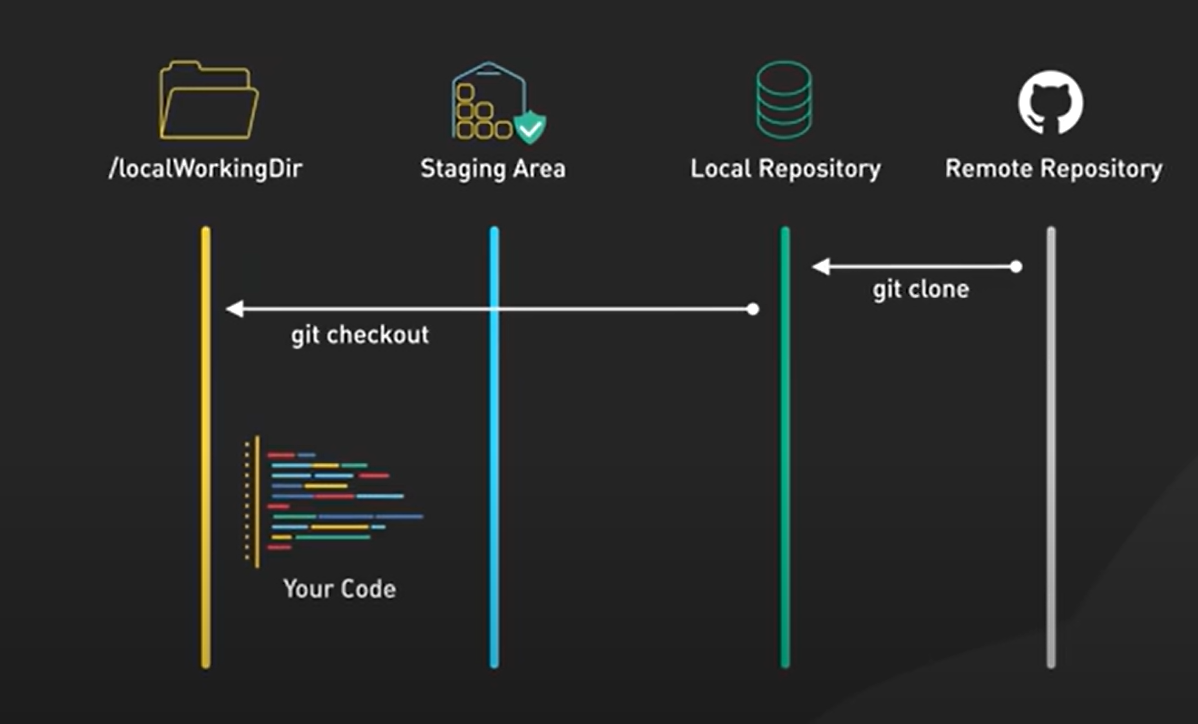 /localWorkingDir
Staging Area
Local Repository
Remote Repository
git clone
git checkout
Your Code